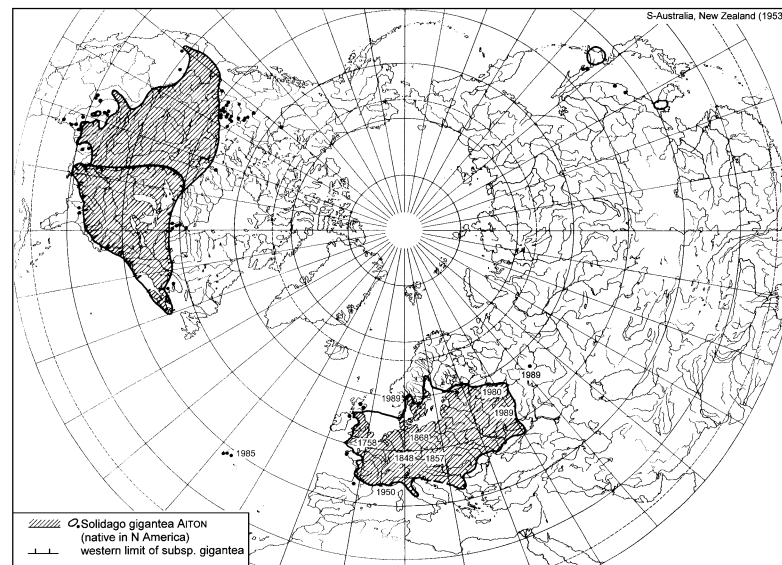 S-Australia, New Zealand (1953
1989
1989
1980
1989
1758
1868
1848
1857
1985
1950
Solidago gigantea AITON
(native in N America)
western limit of subsp. gigantea